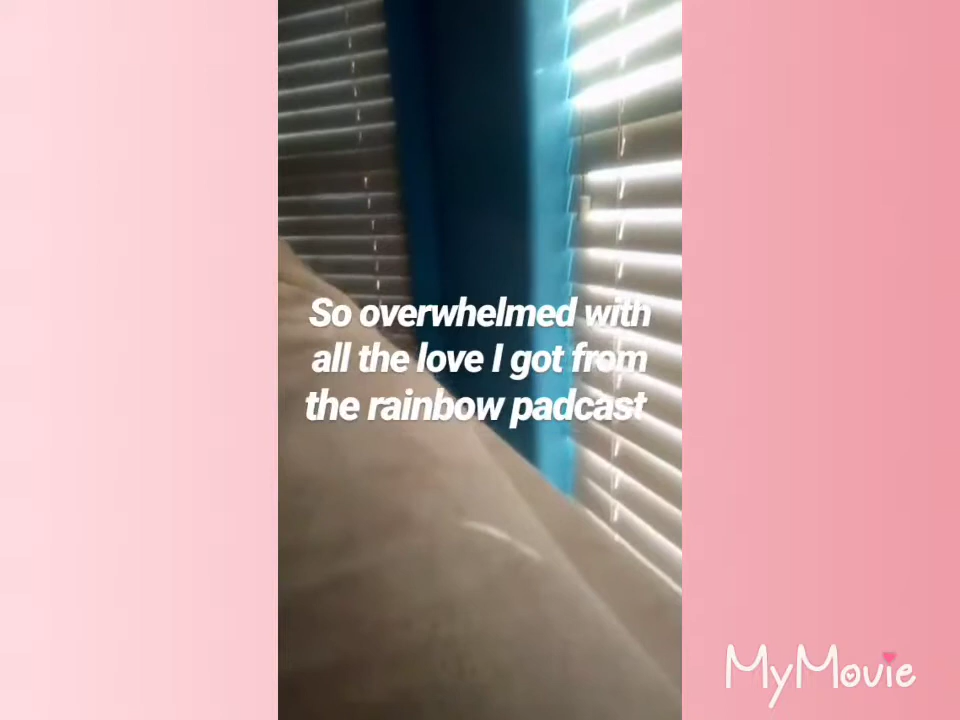 So overwhelmed with
all the love I got from
the rainbow padcast
MyMovie